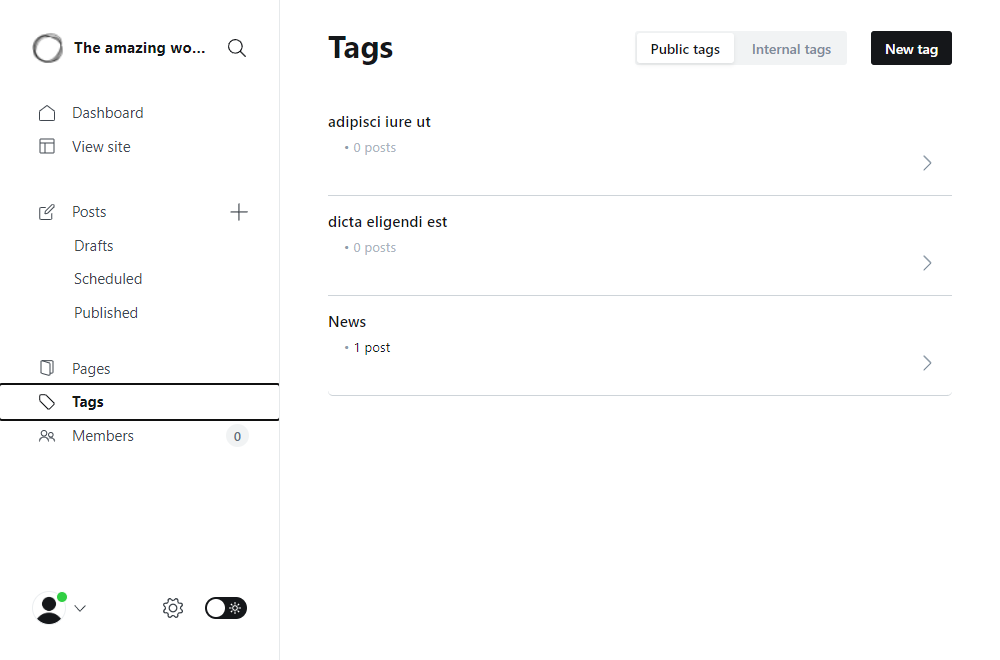 The amazing wo...
Dashboard
View site
Posts
Drafts
Scheduled
Published
Pages
Tags
Members
0
Tags
Public tags
Internal tags
New tag
adipisci iure ut
• 0 posts
dicta eligendi est
• 0 posts
News
• 1 post